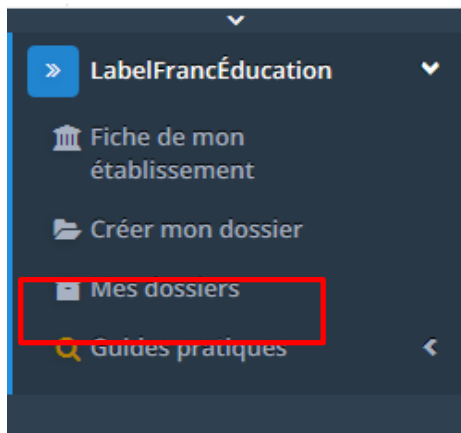 LabelFrancÉducation
Fiche de mon
établissement
Créer mon dossier
Mes dossiers
Guides pratiques